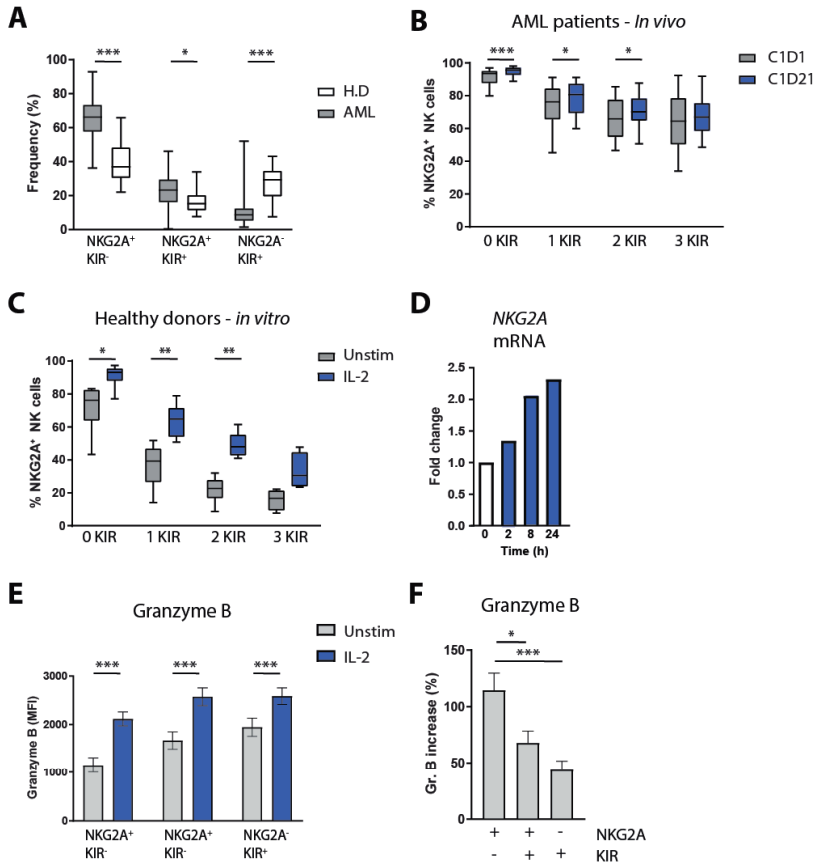 A
***
*
***
H.D
AML
Frequency (%)
100
80
60
40
20
0
NKG2A⁺
KIR⁻
NKG2A⁺
KIR⁺
NKG2A⁻
KIR⁺
B
AML patients - In vivo
***
*
*
C1D1
C1D21
% NKG2A⁺ NK cells
100
80
60
40
20
0
0 KIR
1 KIR
2 KIR
3 KIR
C
Healthy donors - in vitro
*
**
**
Unstim
IL-2
% NKG2A⁺ NK cells
100
80
60
40
20
0
0 KIR
1 KIR
2 KIR
3 KIR
D
NKG2A
mRNA
Fold change
2.5
2.0
1.5
1.0
0.5
0.0
0 2 8 24
Time (h)
E
Granzyme B
Unstim
IL-2
***
***
***
Granzyme B (MFI)
3000
2000
1000
0
NKG2A⁺
KIR⁻
NKG2A⁺
KIR⁻
NKG2A⁻
KIR⁺
F
Granzyme B
*
***
Gr. B increase (%)
150
100
50
0
+ + - NKG2A
- + + KIR